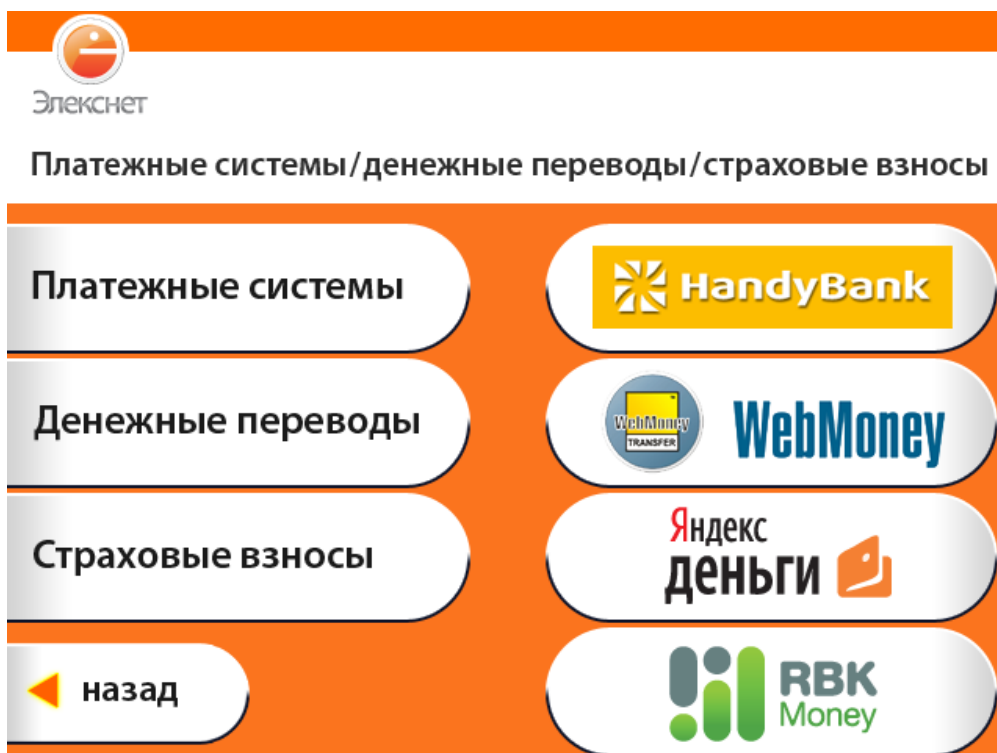 Элекснет
Платежные системы/денежные переводы/страховые взносы
Платежные системы
HandyBank
Денежные переводы
WebMoney
TRANSFER
WebMoney
Страховые взносы
Яндекс
деньги
назад
RBK
Money